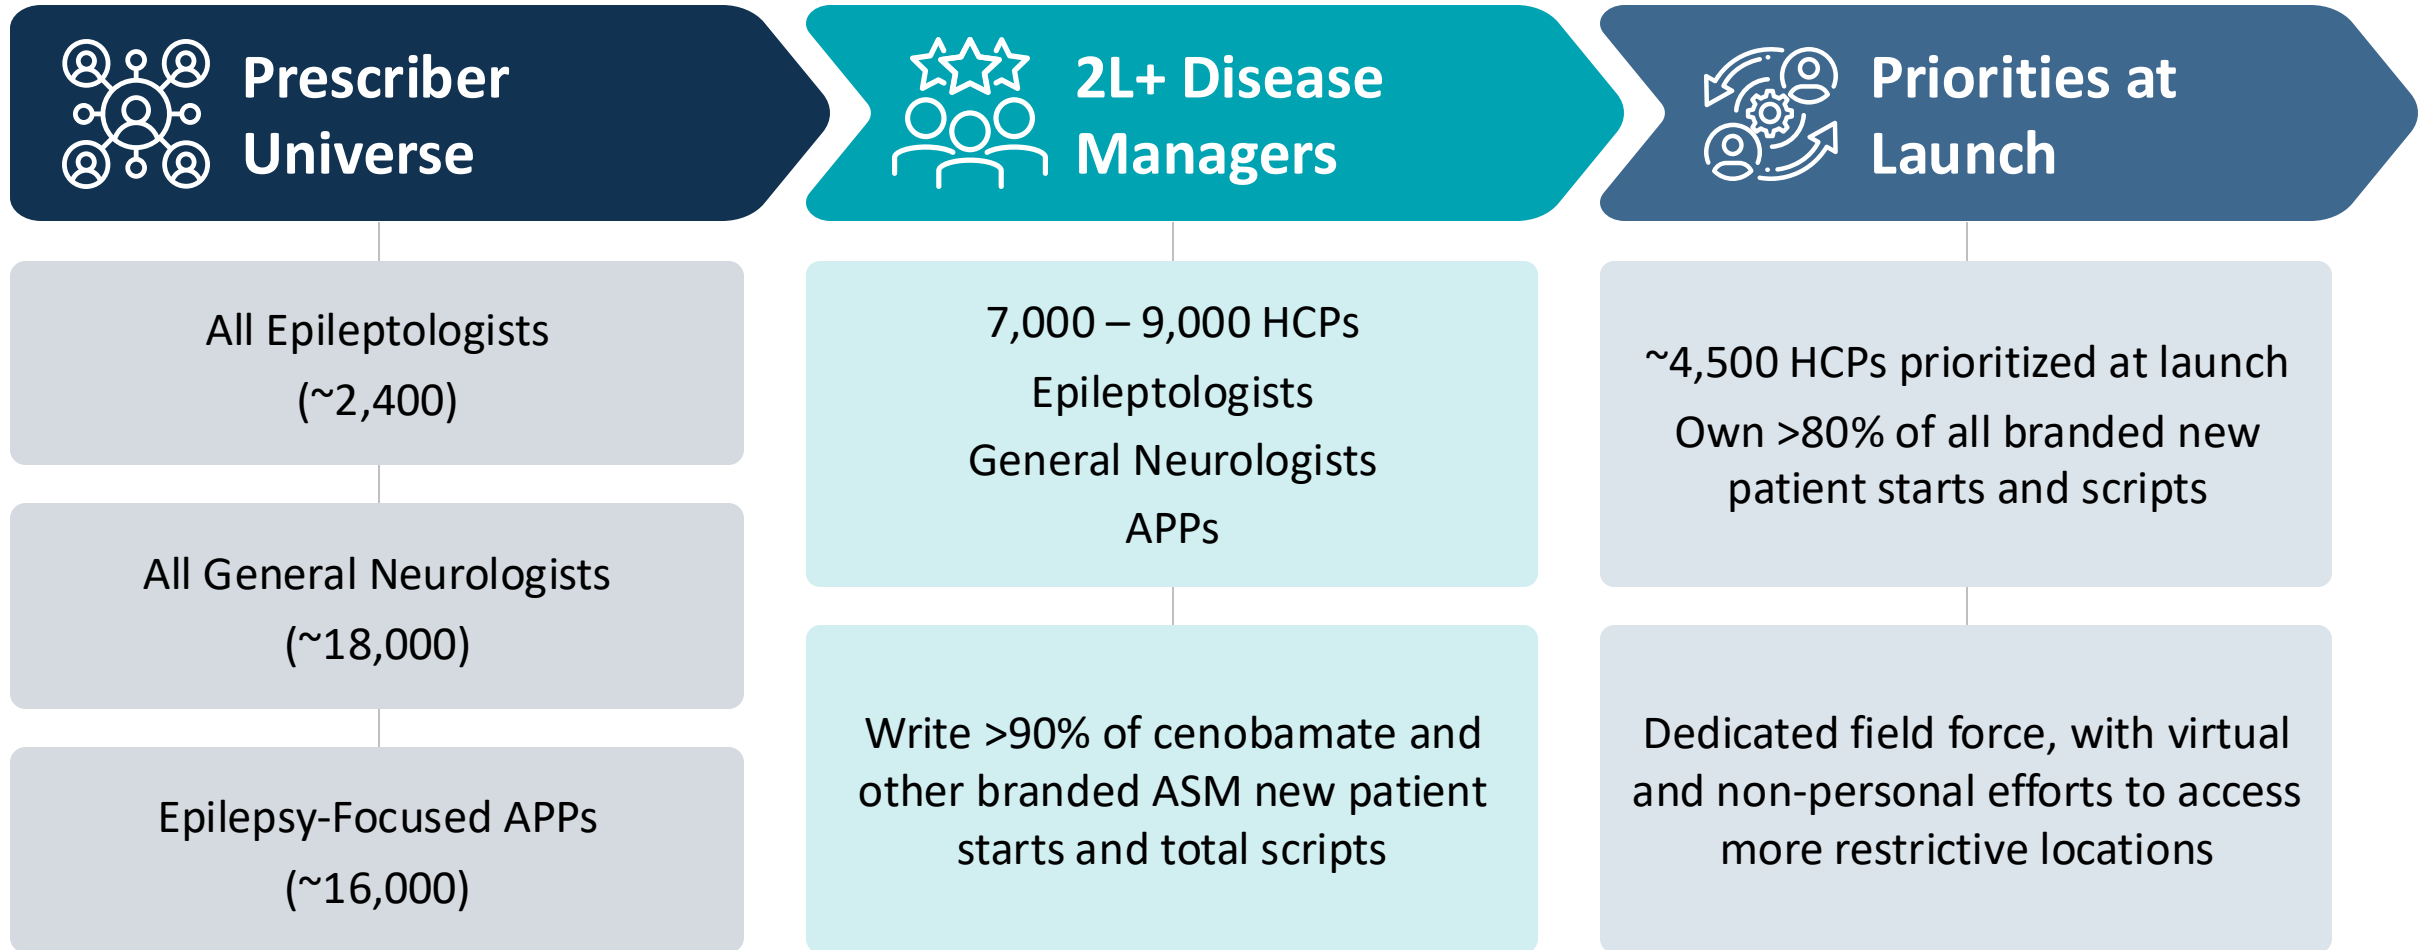 Prescriber
Universe
All Epileptologists
(~2,400)
All General Neurologists
(~18,000)
Epilepsy-Focused APPs
(~16,000)
2L+ Disease
Managers
7,000 – 9,000 HCPs
Epileptologists
General Neurologists
APPs
Write >90% of cenobamate and
other branded ASM new patient
starts and total scripts
Priorities at
Launch
~4,500 HCPs prioritized at launch
Own >80% of all branded new
patient starts and scripts
Dedicated field force, with virtual
and non-personal efforts to access
more restrictive locations